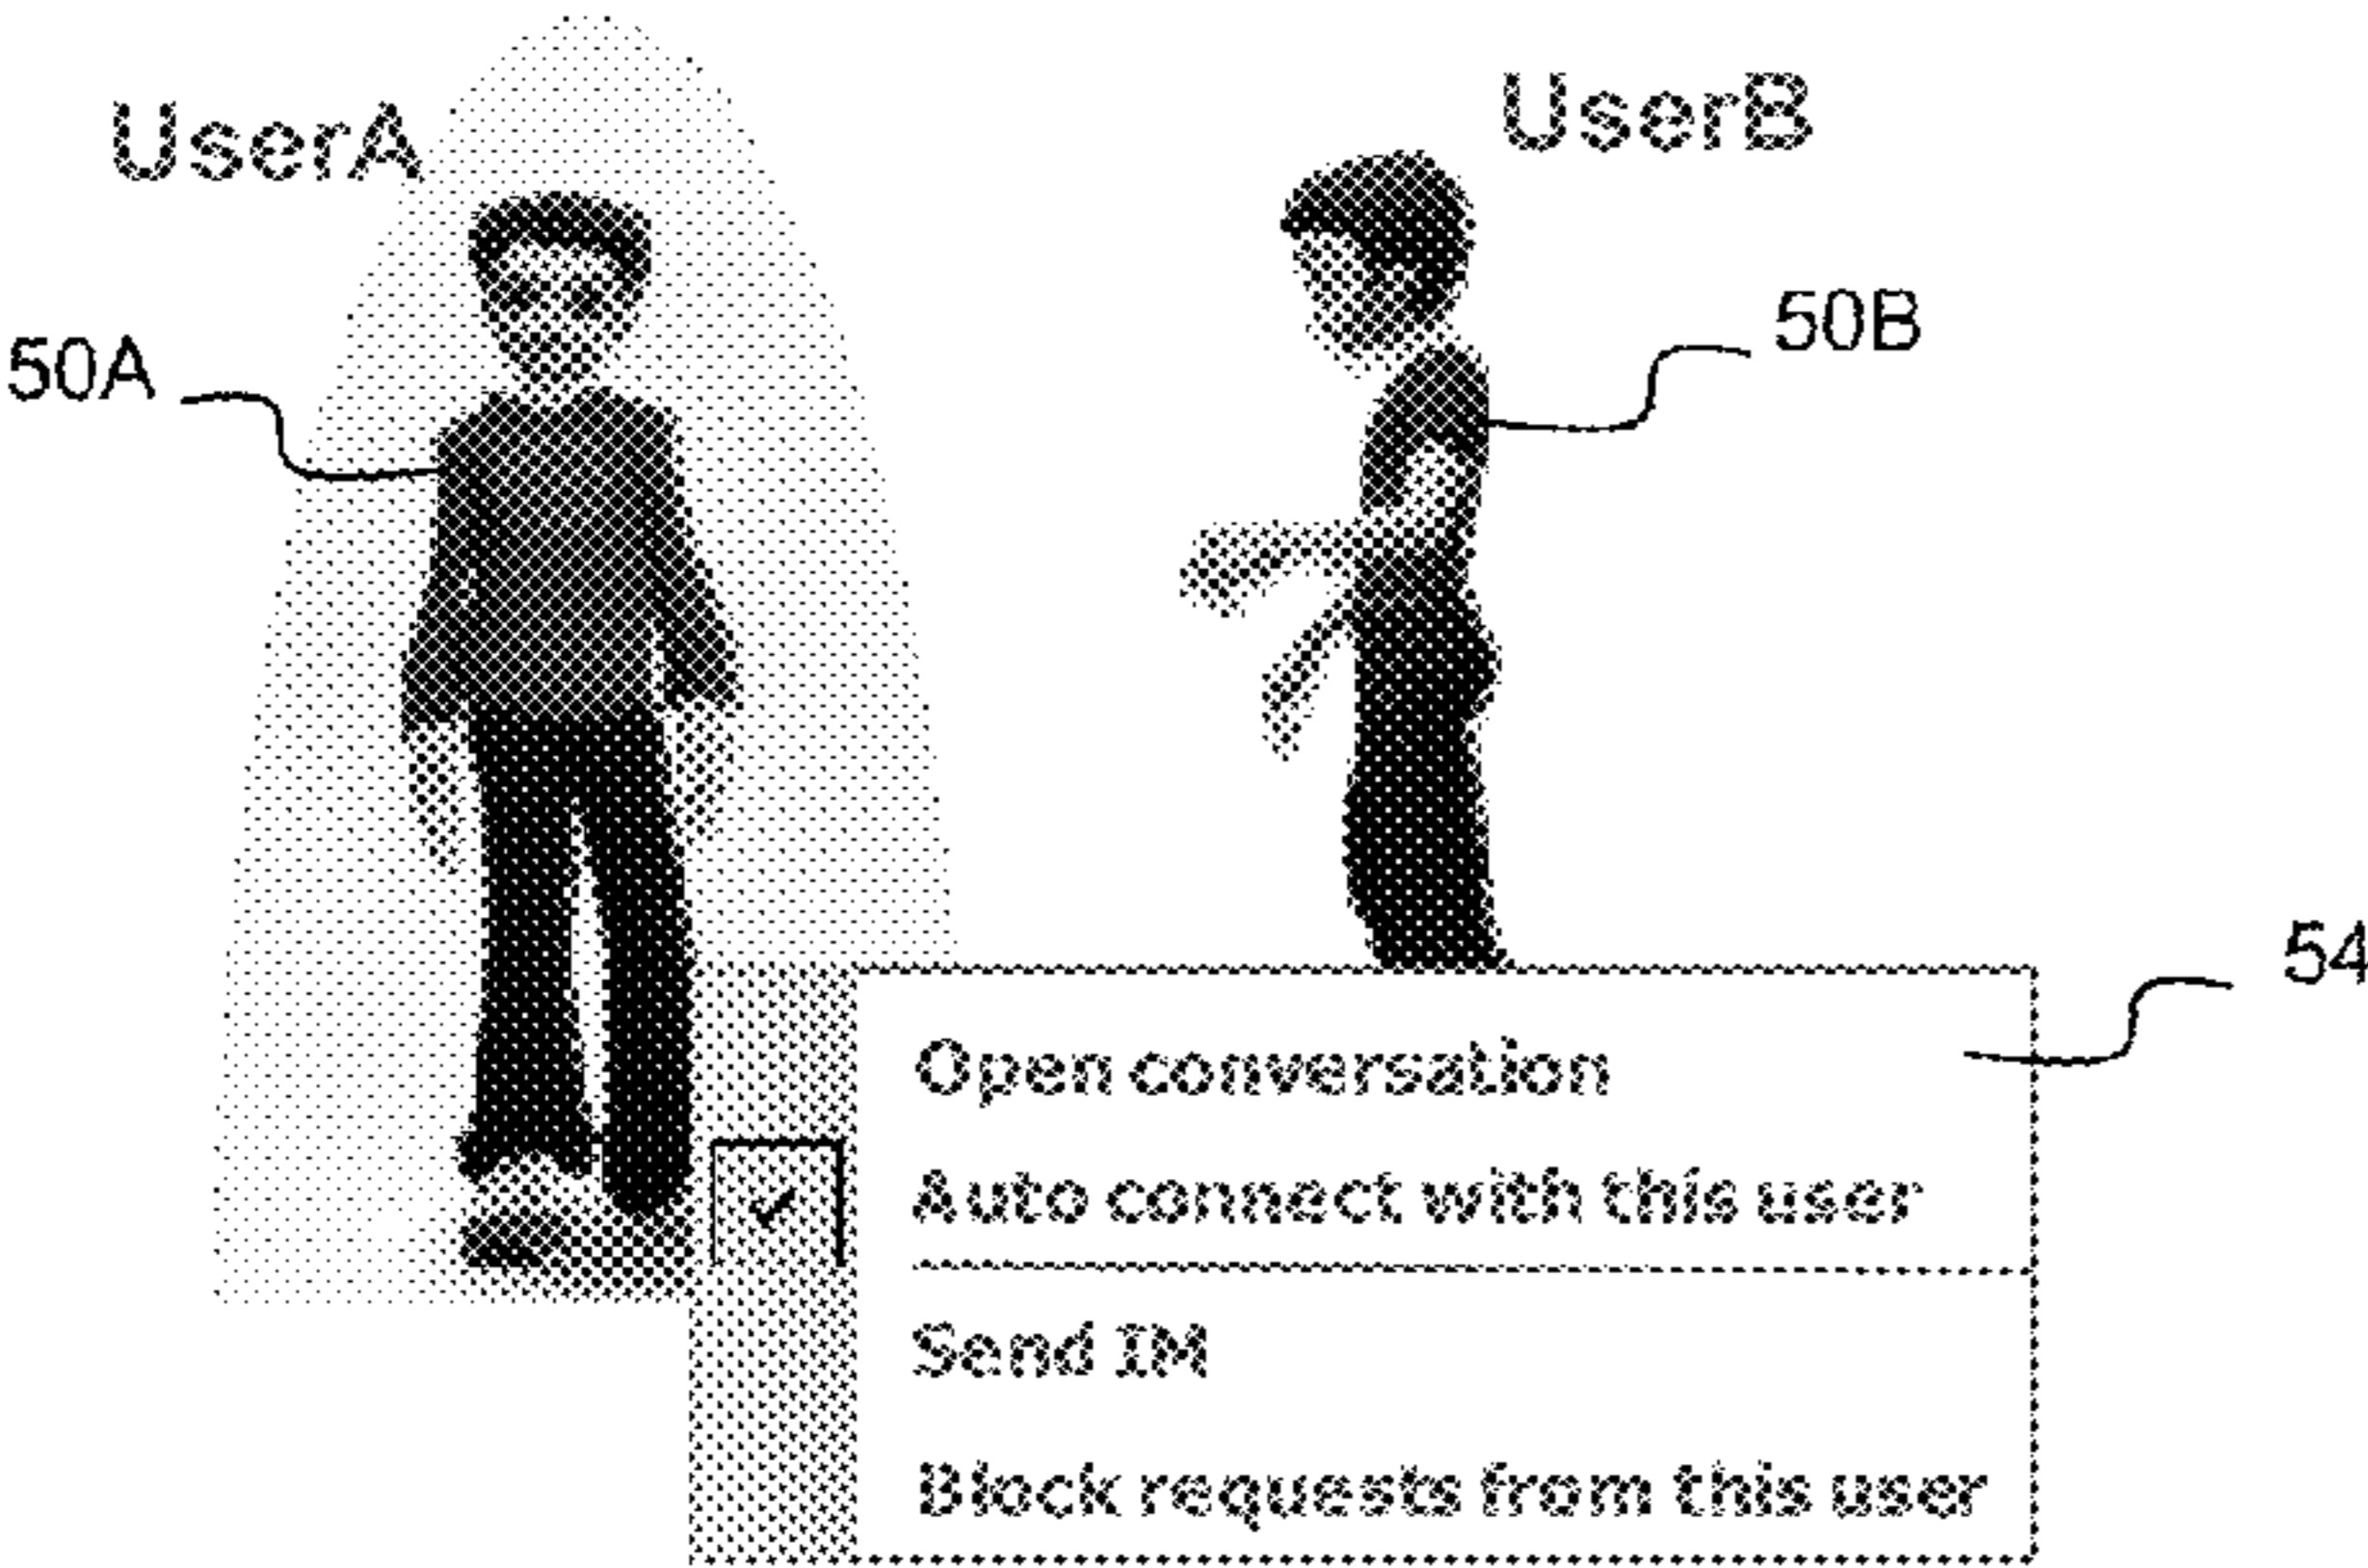 UserA
UserB
50A
50B
54
Open conversation
Auto connect with this user
Send IM
Block requests from this user